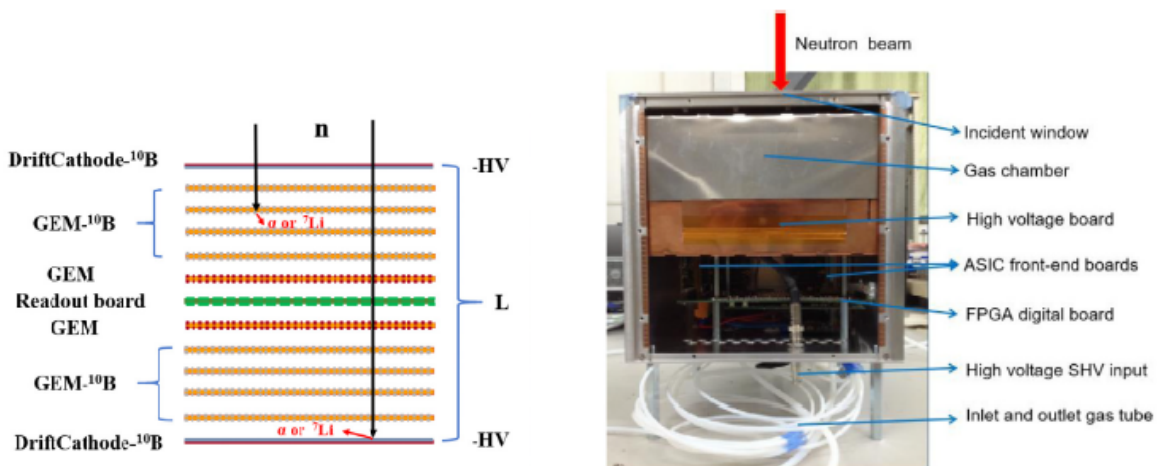 n
DriftCathode-¹⁰B
-HV
GEM-¹⁰B
α or ⁷Li
GEM
Readout board
L
GEM
GEM-¹⁰B
α or ⁷Li
DriftCathode-¹⁰B
-HV
Neutron beam
Incident window
Gas chamber
High voltage board
ASIC front-end boards
FPGA digital board
High voltage SHV input
Inlet and outlet gas tube